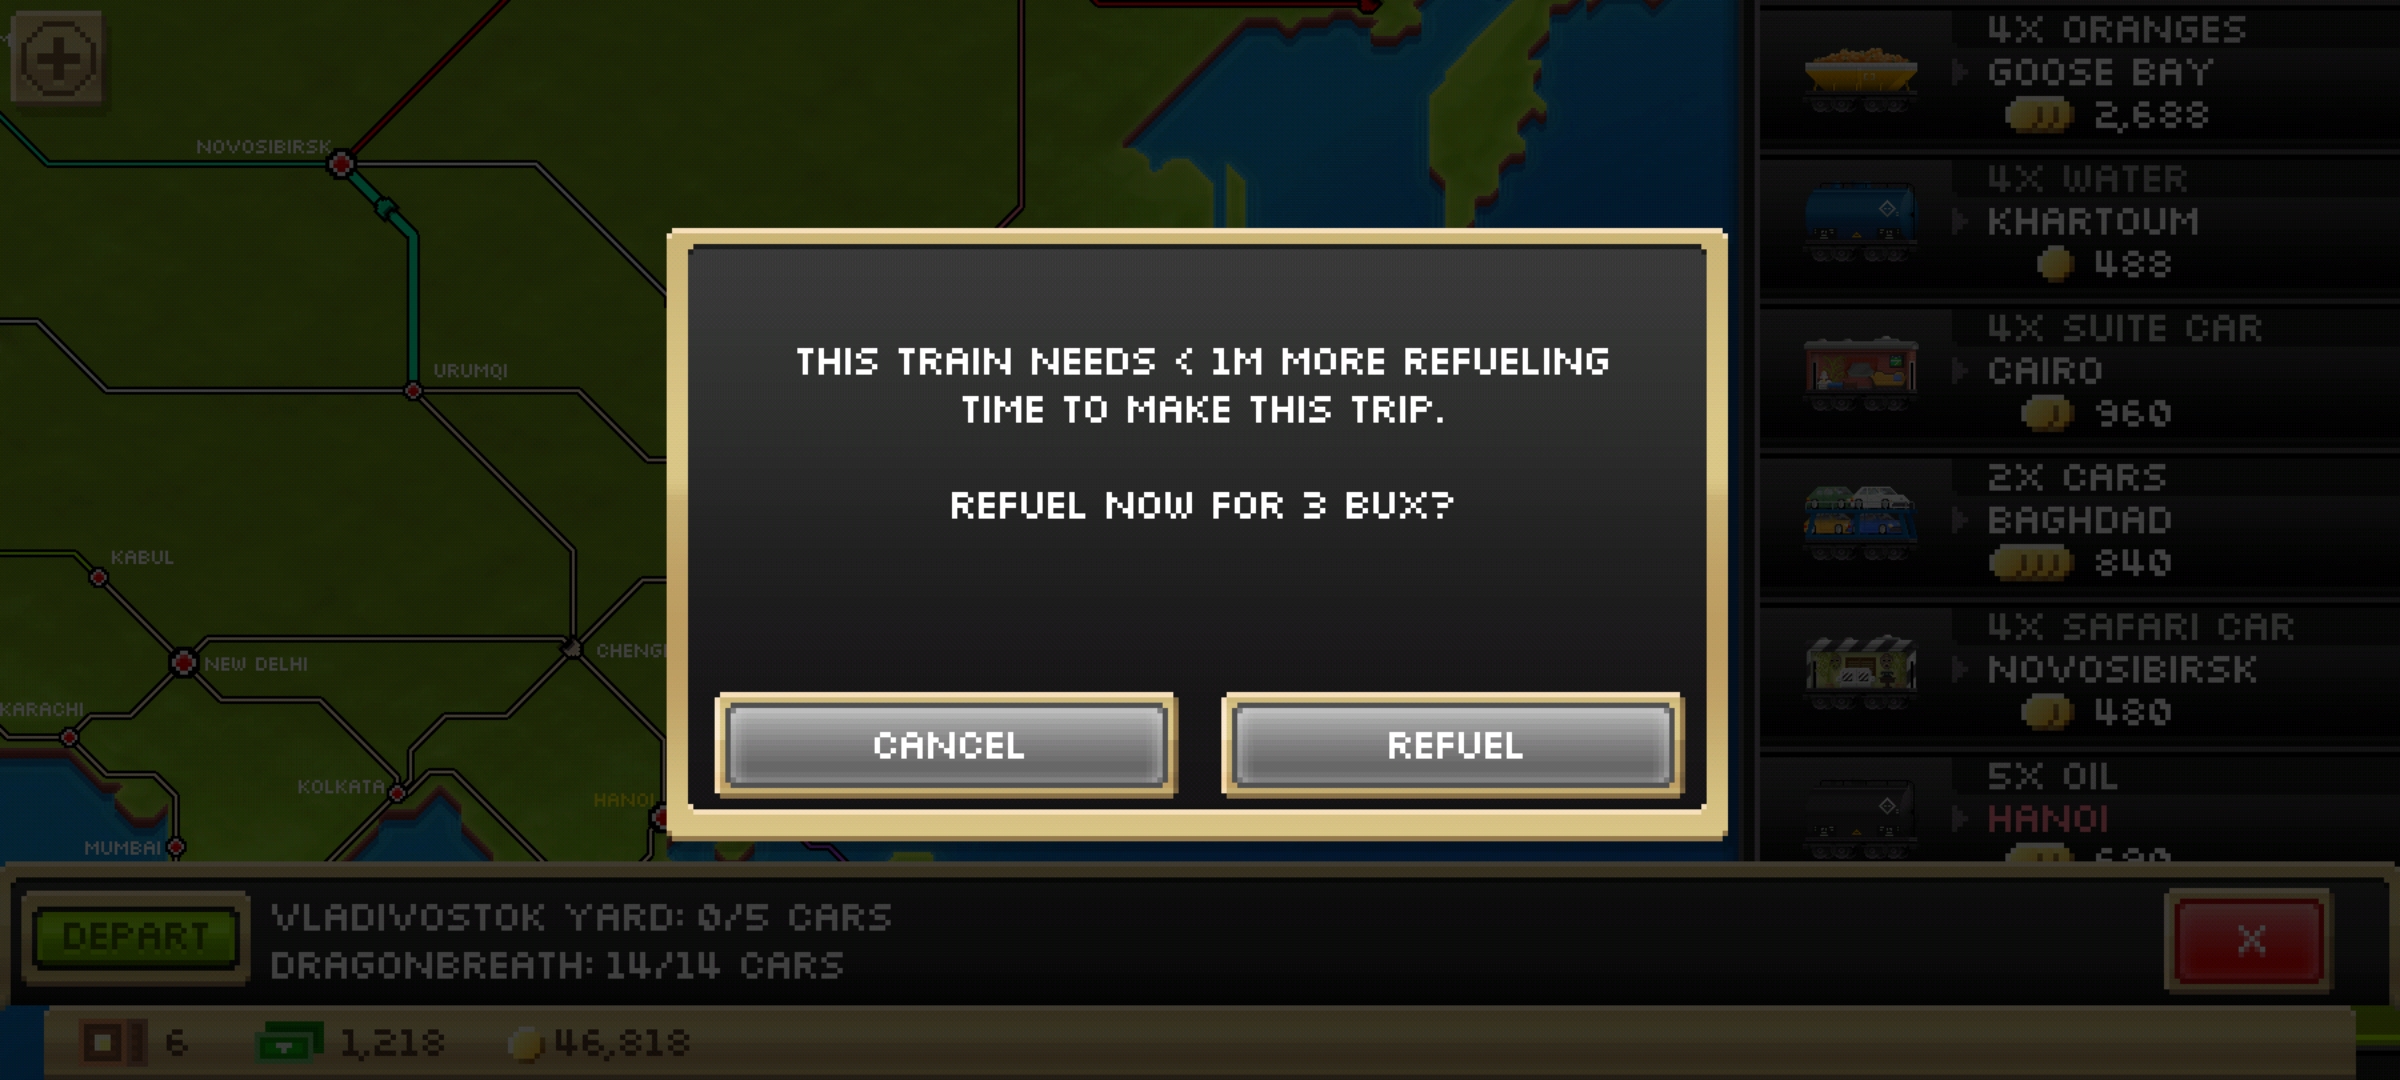 THIS TRAIN NEEDS < 1M MORE REFUELING
TIME TO MAKE THIS TRIP.
REFUEL NOW FOR 3 BUX?
CANCEL
REFUEL
NOVOSIBIRSK
URUMQI
KABUL
NEW DELHI
KARACHI
KOLKATA
HANOI
MUMBAI
4X ORANGES
GOOSE BAY
2,688
4X WATER
KHARTOUM
488
4X SUITE CAR
CAIRO
960
2X CARS
BAGHDAD
840
4X SAFARI CAR
NOVOSIBIRSK
480
5X OIL
HANOI
DEPART
VLADIVOSTOK YARD: 0/5 CARS
DRAGONBREATH: 14/14 CARS
X
6
1,218
46,818